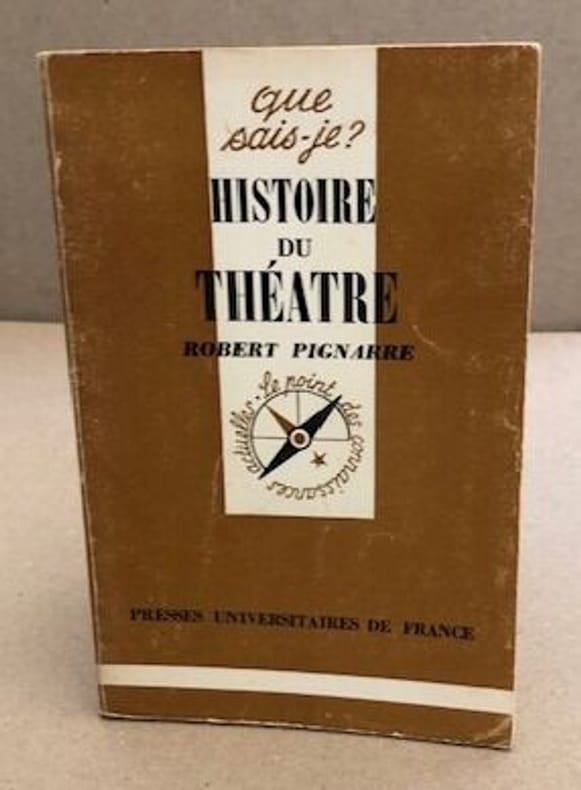 que
sais-je?
HISTOIRE
DU
THÉATRE
ROBERT PIGNARRE
Le point des connaissances actuelles
PRESSES UNIVERSITAIRES DE FRANCE